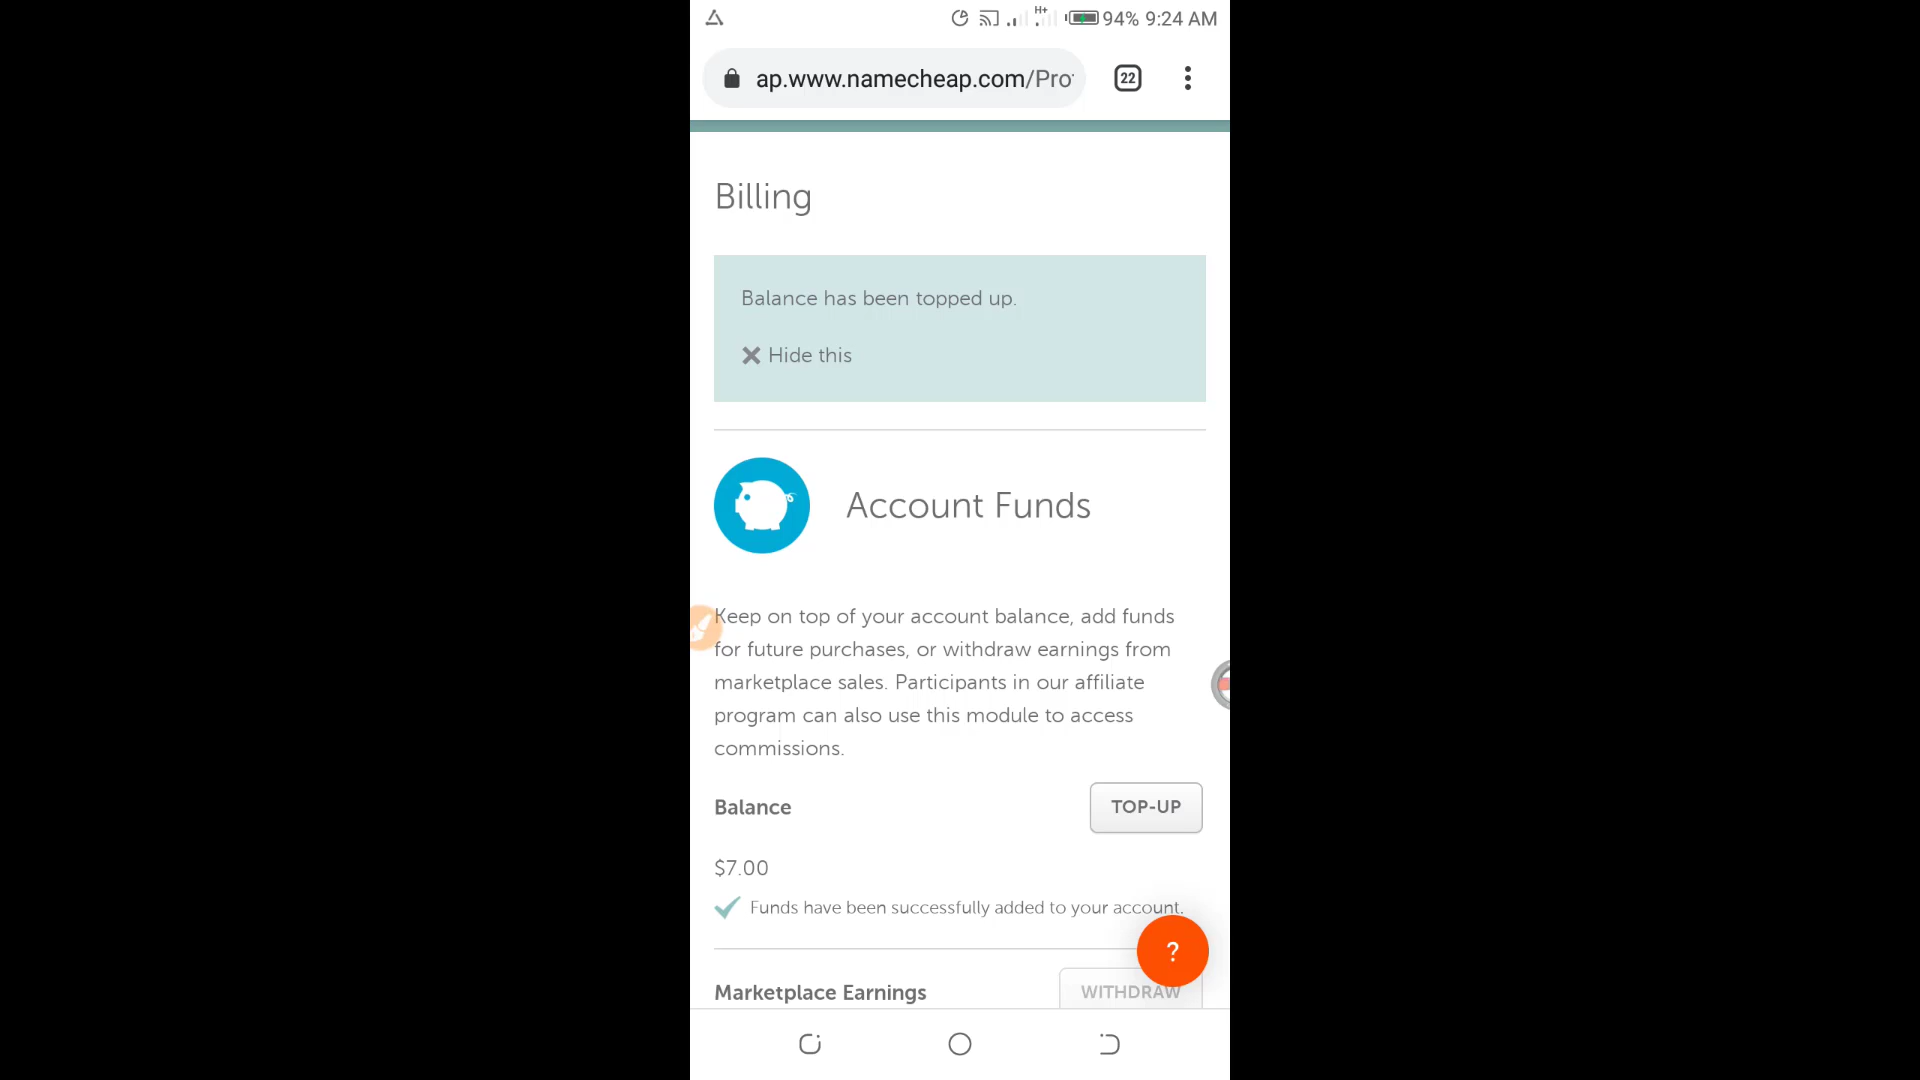 H+
94% 9:24 AM
ap.www.namecheap.com/Pro
22
Billing
Balance has been topped up.
Hide this
Account Funds
Keep on top of your account balance, add funds
for future purchases, or withdraw earnings from
marketplace sales. Participants in our affiliate
program can also use this module to access
commissions.
Balance
TOP-UP
$7.00
Funds have been successfully added to your account.
?
Marketplace Earnings
WITHDRAW